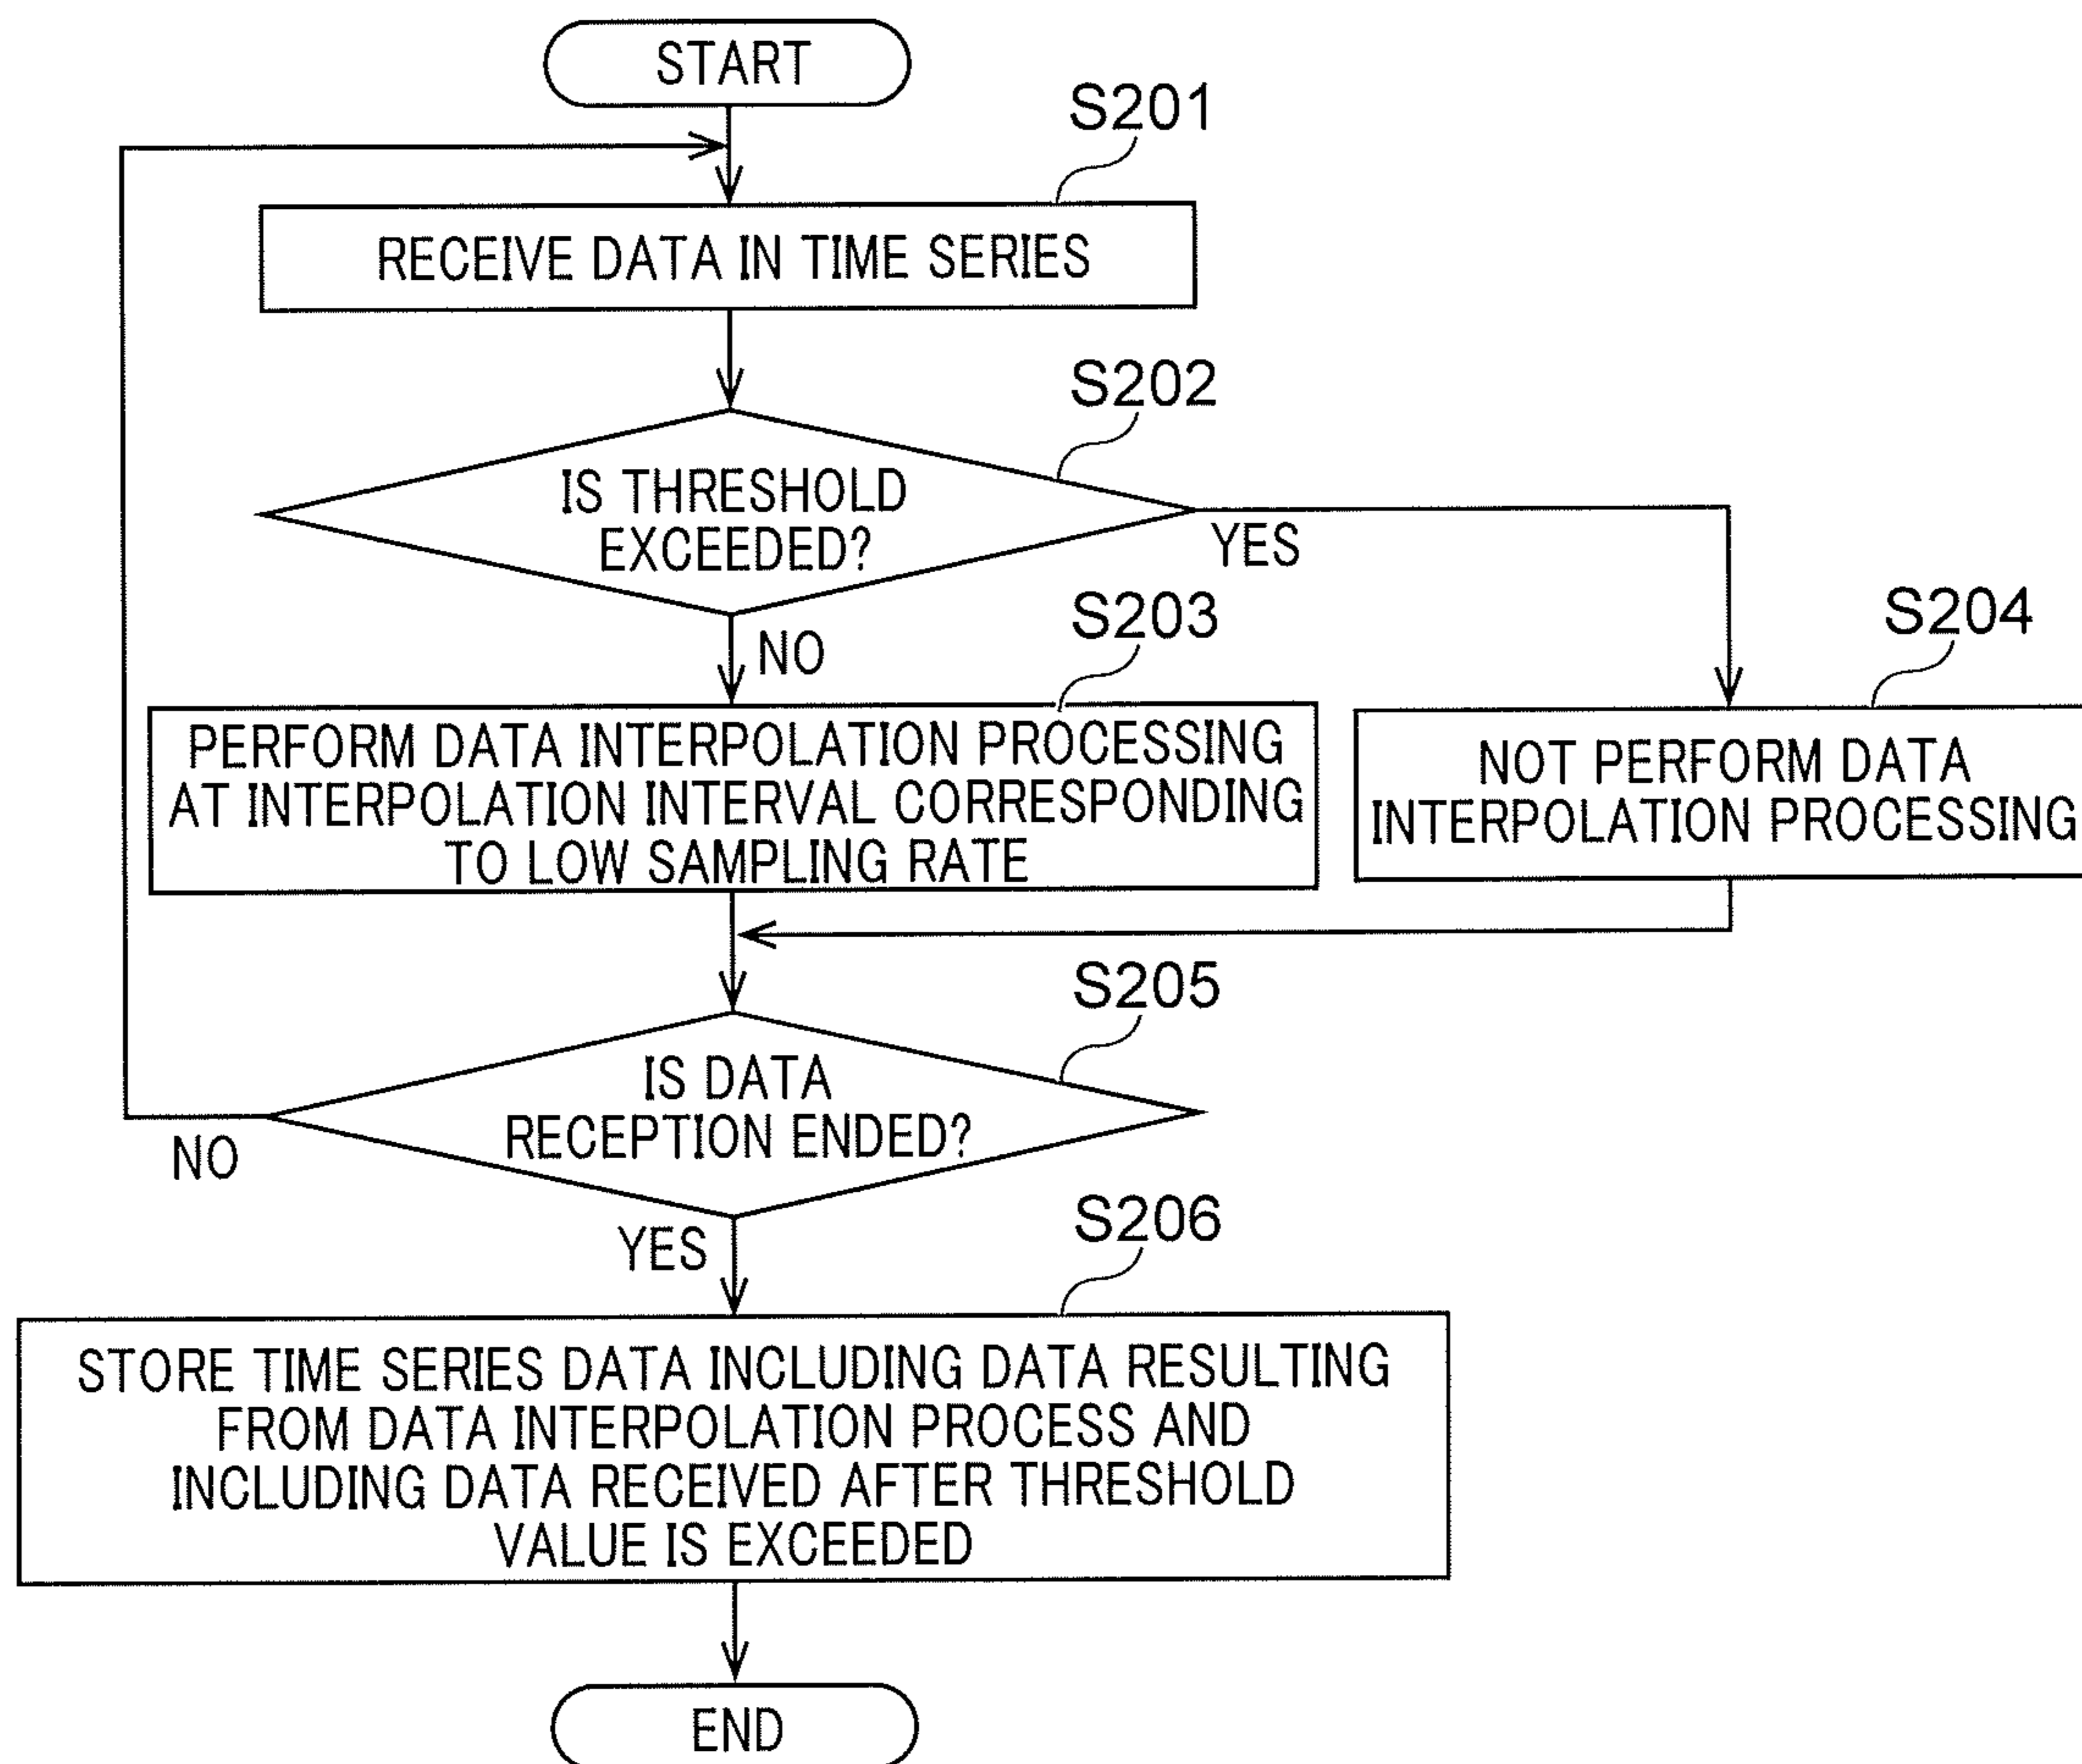 START
S201
RECEIVE DATA IN TIME SERIES
S202
IS THRESHOLD
EXCEEDED?
YES
NO
S203
PERFORM DATA INTERPOLATION PROCESSING
AT INTERPOLATION INTERVAL CORRESPONDING
TO LOW SAMPLING RATE
S204
NOT PERFORM DATA
INTERPOLATION PROCESSING
S205
IS DATA
RECEPTION ENDED?
NO
YES
S206
STORE TIME SERIES DATA INCLUDING DATA RESULTING
FROM DATA INTERPOLATION PROCESS AND
INCLUDING DATA RECEIVED AFTER THRESHOLD
VALUE IS EXCEEDED
END